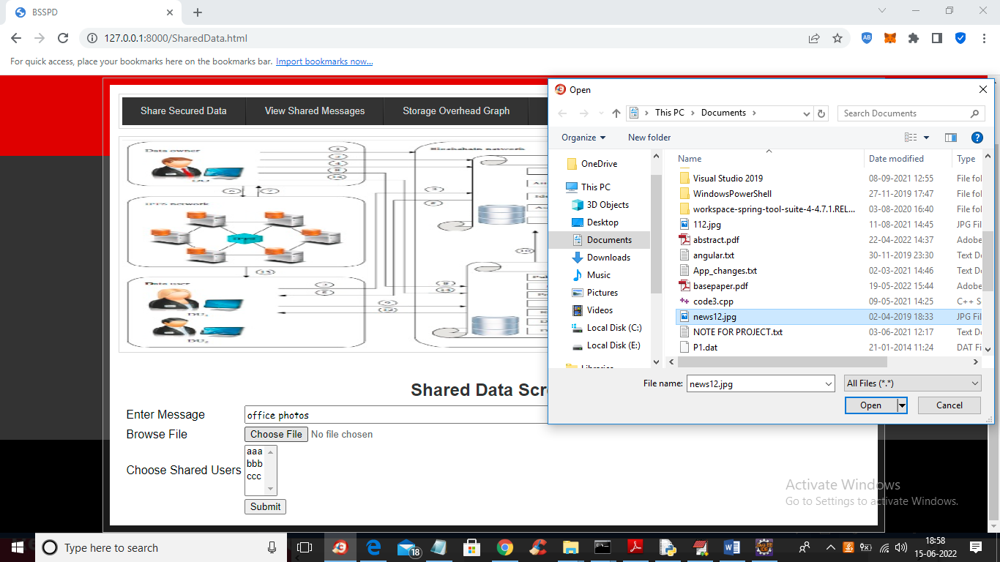 BSSPD
127.0.0.1:8000/SharedData.html
For quick access, place your bookmarks here on the bookmarks bar. Import bookmarks now...
Share Secured Data
View Shared Messages
Storage Overhead Graph
Data owner
Blockchain network
IPFS network
Data user
Shared Data Scr
Enter Message
office photos
Browse File
Choose File No file chosen
Choose Shared Users
aaa
bbb
ccc
Submit
Open
This PC > Documents >
Search Documents
Organize
New folder
OneDrive
This PC
3D Objects
Desktop
Documents
Downloads
Music
Pictures
Videos
Local Disk (C:)
Local Disk (E:)
Name Date modified Type
Visual Studio 2019 08-09-2021 12:55 File fol
WindowsPowerShell 27-11-2019 17:47 File fol
workspace-spring-tool-suite-4-4.7.1.REL... 03-08-2020 16:40 File fol
112.jpg 11-08-2021 14:45 JPG Fil
abstract.pdf 22-04-2022 14:37 Adobe
angular.txt 30-11-2019 23:30 Text Do
App_changes.txt 02-03-2021 14:46 Text Do
basepaper.pdf 19-05-2022 15:44 Adobe
code3.cpp 09-05-2021 14:25 C++ S
news12.jpg 02-04-2019 18:33 JPG Fil
NOTE FOR PROJECT.txt 03-06-2021 12:17 Text Do
P1.dat 21-01-2014 11:24 DAT Fi
File name: news12.jpg
All Files (*.*)
Open
Cancel
Activate Windows
Go to Settings to activate Windows.
Type here to search
18
18:58
15-06-2022